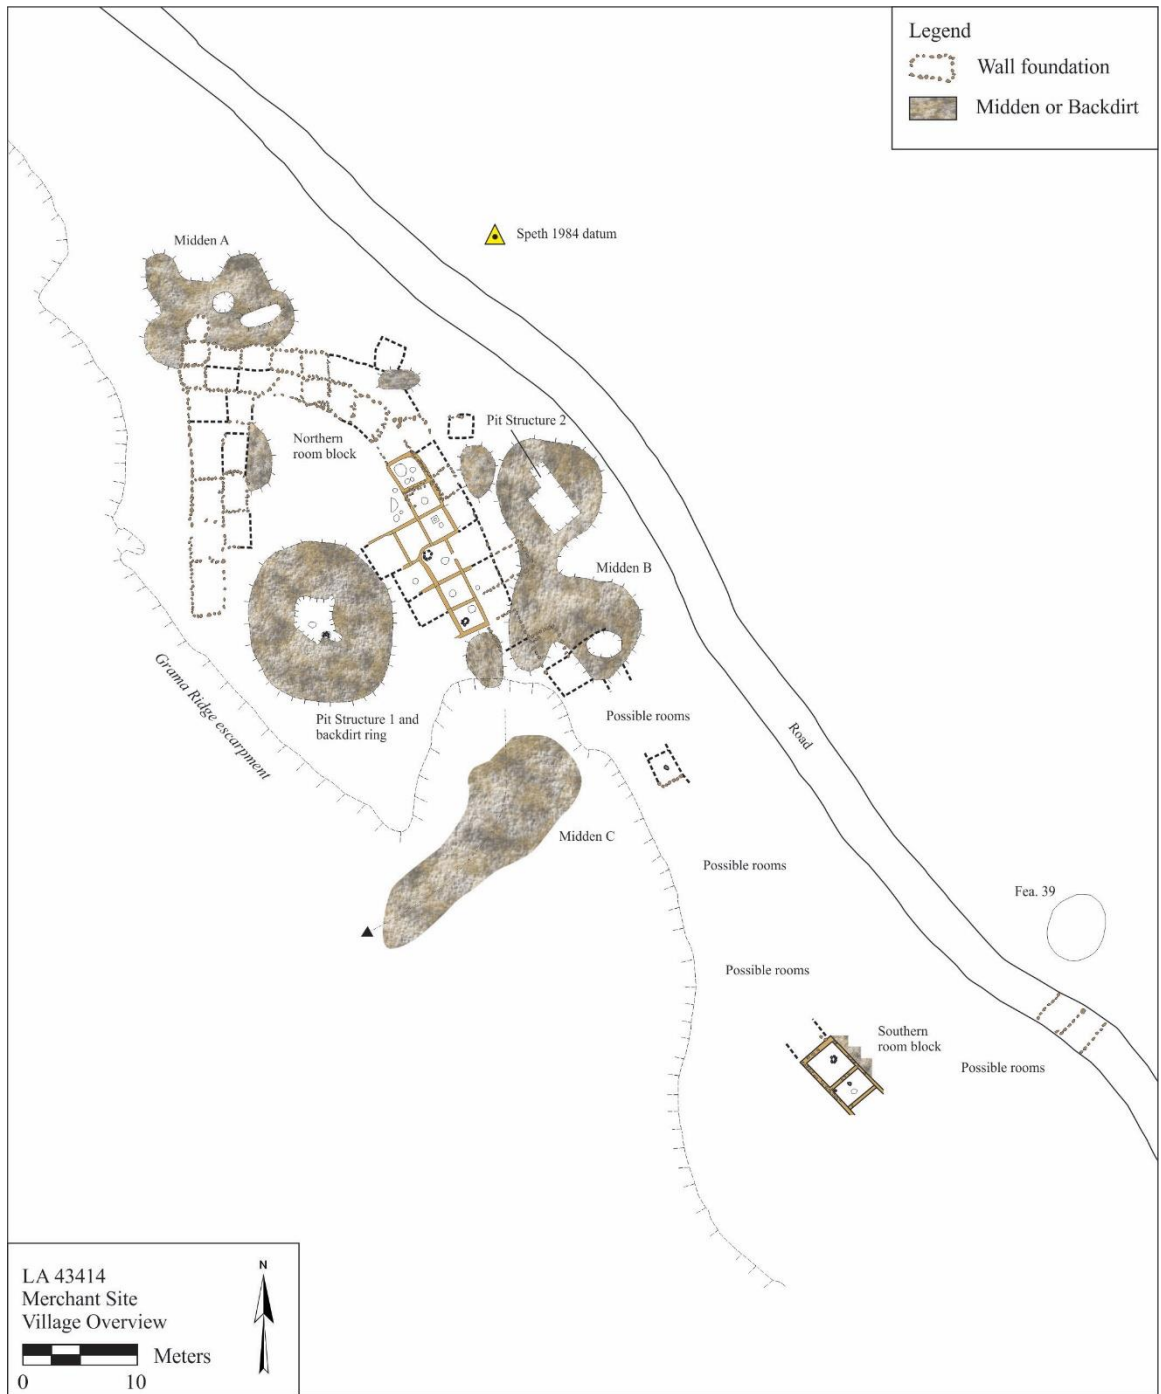 Legend
Wall foundation
Midden or Backdirt
Speth 1984 datum
Midden A
Pit Structure 2
Northern
room block
Midden B
Grama Ridge escarpment
Pit Structure 1 and
backdirt ring
Possible rooms
Road
Midden C
Possible rooms
Fea. 39
Possible rooms
Southern
room block
Possible rooms
LA 43414
Merchant Site
Village Overview
N
Meters
0 10